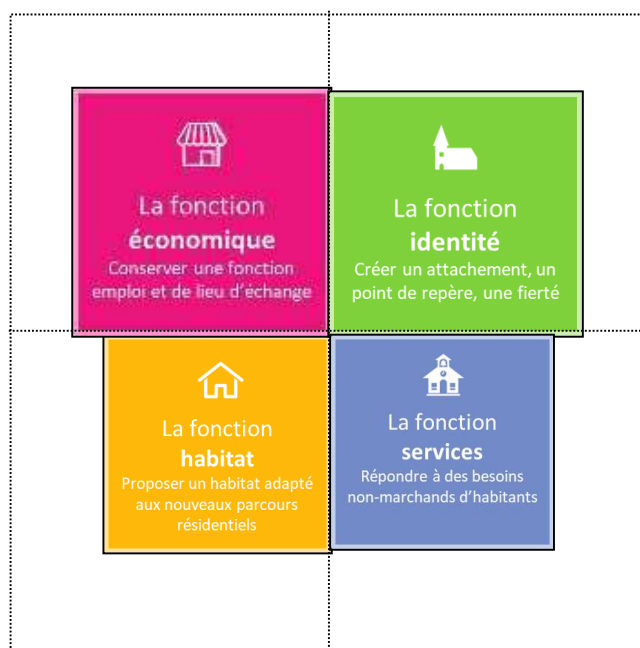 La fonction
économique
Conserver une fonction
emploi et de lieu d'échange
La fonction
identité
Créer un attachement, un
point de repère, une fierté
La fonction
habitat
Proposer un habitat adapté
aux nouveaux parcours
résidentiels
La fonction
services
Répondre à des besoins
non-marchands d'habitants